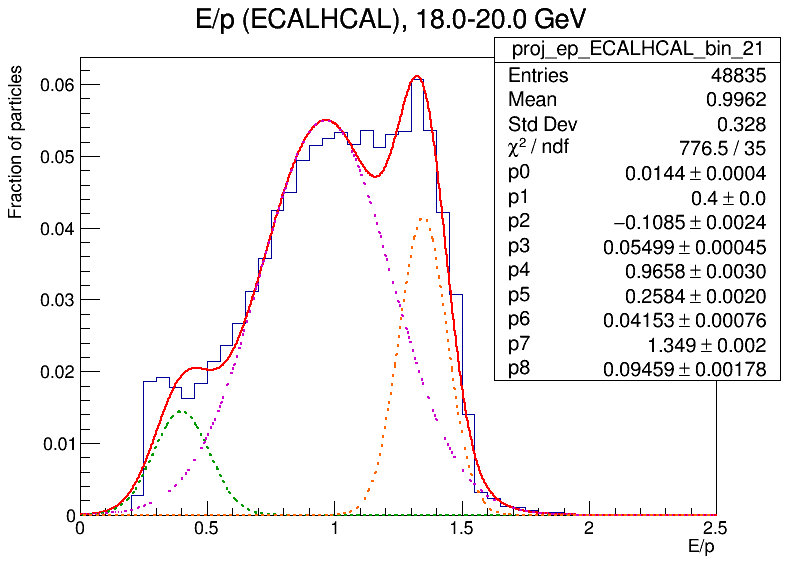 E/p (ECALHCAL), 18.0-20.0 GeV
proj_ep_ECALHCAL_bin_21
Entries 48835
Mean 0.9962
Std Dev 0.328
χ² / ndf 776.5 / 35
p0 0.0144 ± 0.0004
p1 0.4 ± 0.0
p2 −0.1085 ± 0.0024
p3 0.05499 ± 0.00045
p4 0.9658 ± 0.0030
p5 0.2584 ± 0.0020
p6 0.04153 ± 0.00076
p7 1.349 ± 0.002
p8 0.09459 ± 0.00178
Fraction of particles
0.06
0.05
0.04
0.03
0.02
0.01
0
0 0.5 1 1.5 2 2.5
E/p